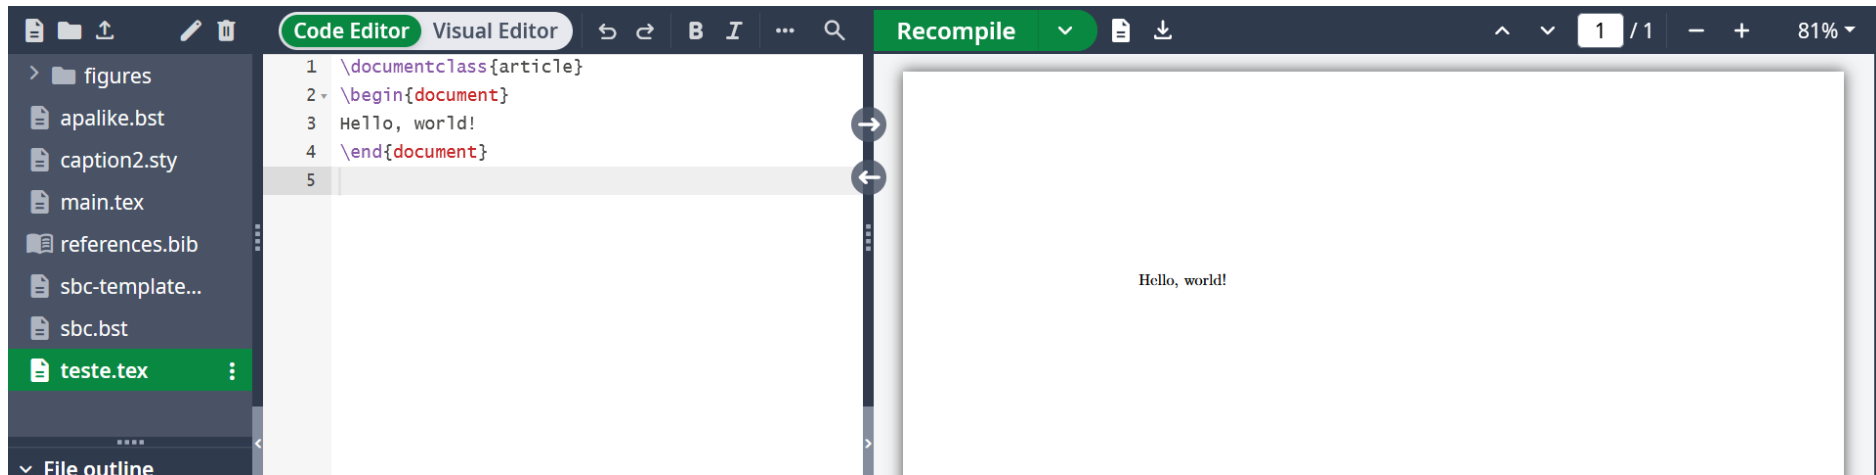 Code Editor Visual Editor B I ... Recompile 1 / 1 81%
figures
apalike.bst
caption2.sty
main.tex
references.bib
sbc-template...
sbc.bst
teste.tex
File outline
1 \documentclass{article}
2 \begin{document}
3 Hello, world!
4 \end{document}
5
Hello, world!